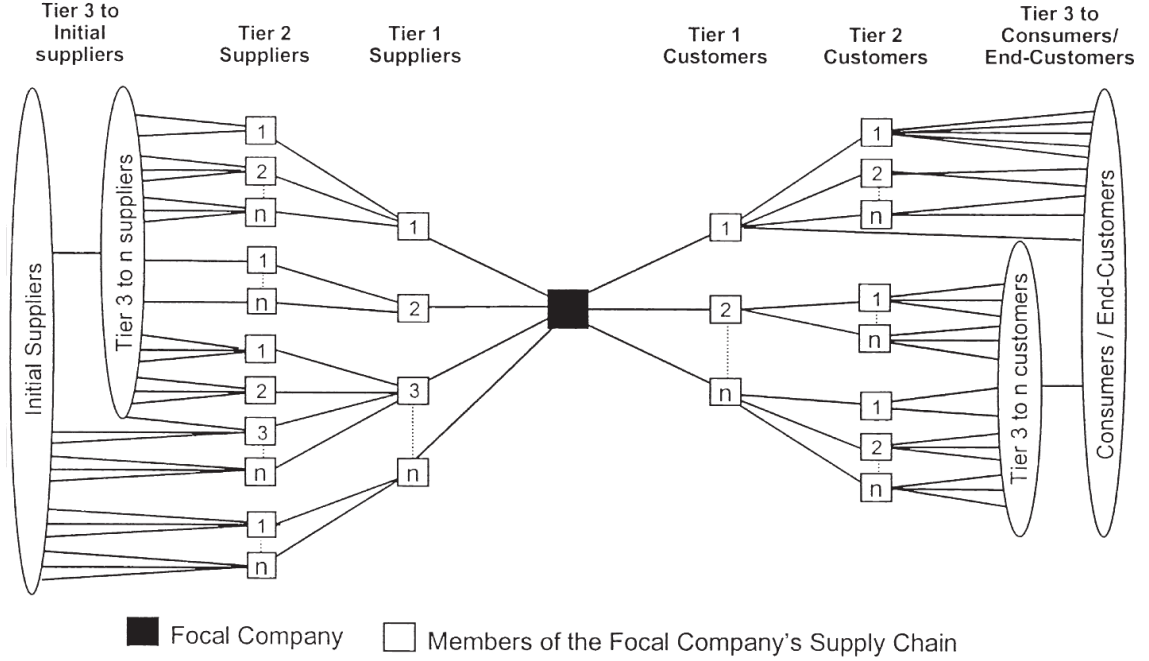 Tier 3 to
Initial
suppliers
Tier 2
Suppliers
Tier 1
Suppliers
Tier 1
Customers
Tier 2
Customers
Tier 3 to
Consumers/
End-Customers
Initial Suppliers
Tier 3 to n suppliers
1
2
n
1
n
1
2
3
n
1
n
1
2
3
n
1
2
n
1
2
n
1
n
1
2
n
Tier 3 to n customers
Consumers / End-Customers
Focal Company
Members of the Focal Company's Supply Chain